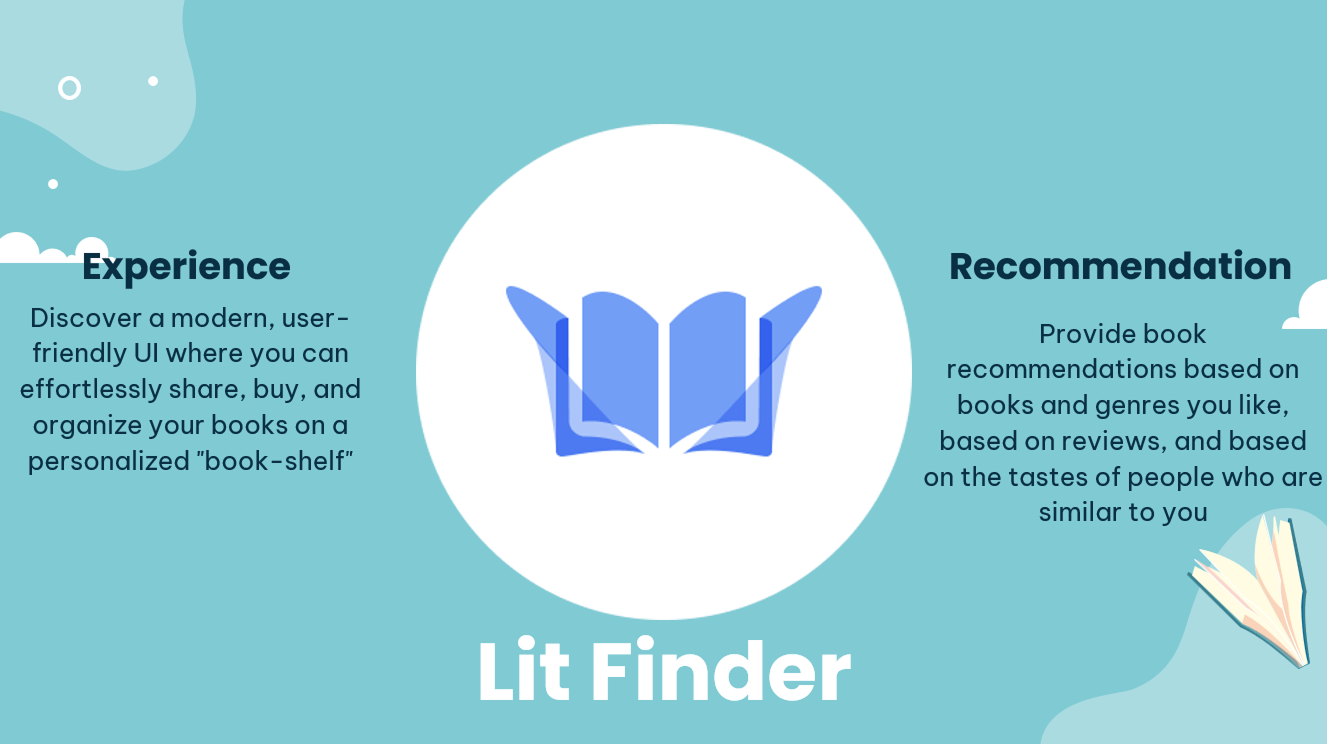 Experience
Discover a modern, user-
friendly UI where you can
effortlessly share, buy, and
organize your books on a
personalized "book-shelf"
Recommendation
Provide book
recommendations based on
books and genres you like,
based on reviews, and based
on the tastes of people who are
similar to you
Lit Finder